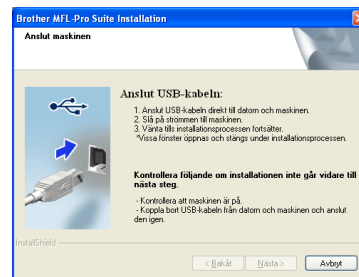 Brother MFL-Pro Suite Installation
Anslut maskinen
Anslut USB-kabeln:
1. Anslut USB-kabeln direkt till datorn och maskinen.
2. Slå på strömmen till maskinen.
3. Vänta tills installationsprocessen fortsätter.
*Vissa fönster öppnas och stängs under installationsprocessen.
Kontrollera följande om installationen inte går vidare till
nästa steg.
- Kontrollera att maskinen är på.
- Koppla bort USB-kabeln från datorn och maskinen och anslut
den igen.
InstallShield
< Bakåt
Nästa >
Avbryt